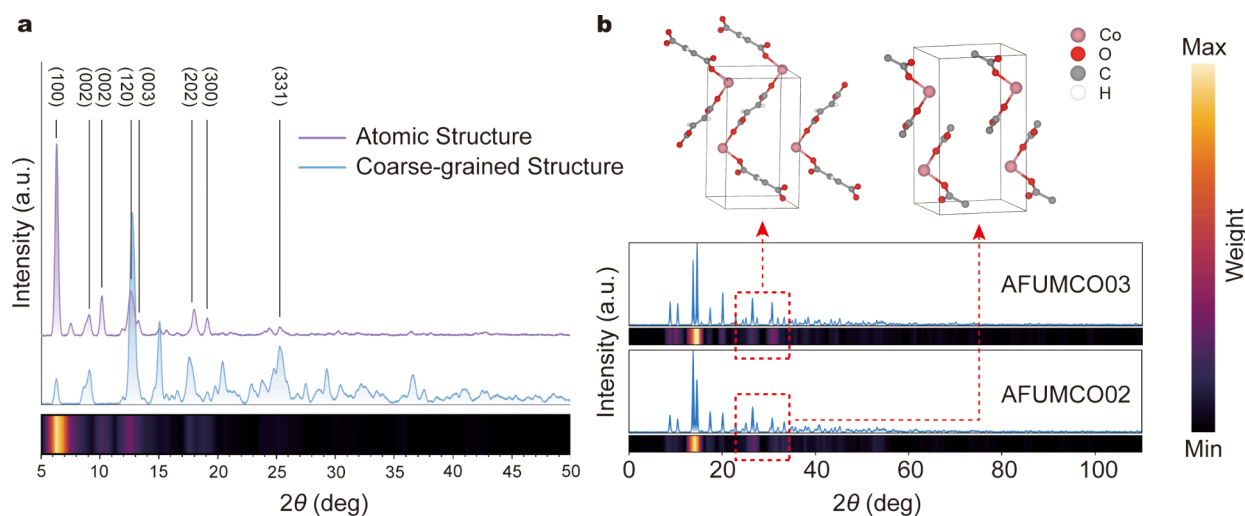 a
(100)
(002)
(002)
(120)
(003)
(202)
(300)
(331)
Atomic Structure
Coarse-grained Structure
Intensity (a.u.)
5 10 15 20 25 30 35 40 45 50
2θ (deg)
b
Co
O
C
H
AFUMCO03
AFUMCO02
Intensity (a.u.)
0 20 40 60 80 100
2θ (deg)
Max
Weight
Min